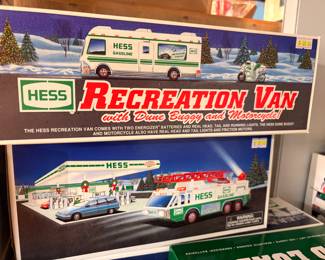 HESS
GASOLINE
HESS
RECREATION VAN
with Dune Buggy and Motorcycle!
THE HESS RECREATION VAN COMES WITH TWO ENERGIZER® BATTERIES AND REAL HEAD, TAIL AND RUNNING LIGHTS. THE HESS DUNE BUGGY
AND MOTORCYCLE ALSO HAVE REAL HEAD AND TAIL LIGHTS AND FRICTION MOTORS.
HESS
HESS
HESS